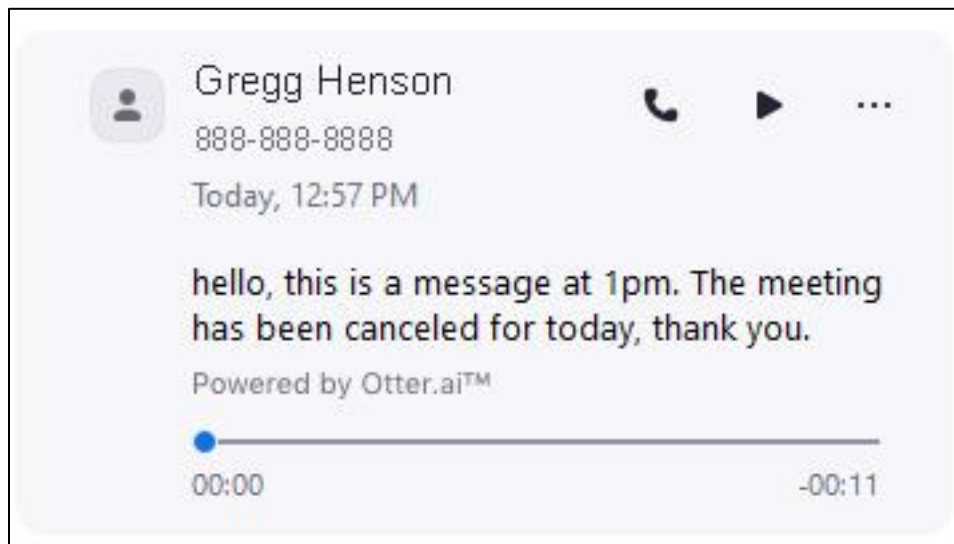 Gregg Henson
888-888-8888
Today, 12:57 PM
hello, this is a message at 1pm. The meeting
has been canceled for today, thank you.
Powered by Otter.ai™
00:00 -00:11